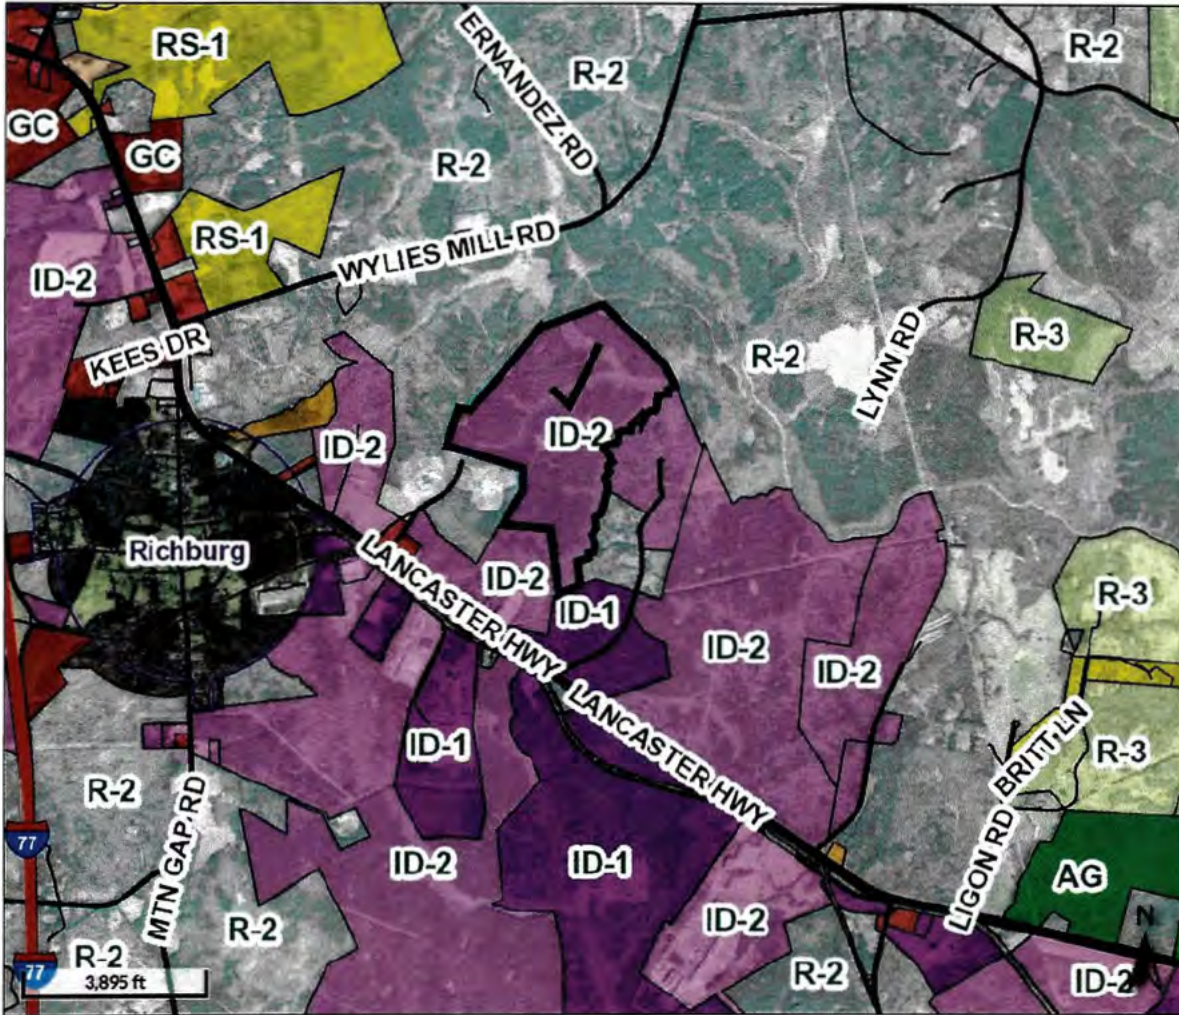 RS-1
R-2
R-2
ERNANDEZ RD
GC
GC
R-2
RS-1
WYLIES MILL RD
ID-2
KEES DR
R-2
LYNN RD
R-3
ID-2
ID-2
Richburg
LANCASTER HWY
ID-2
ID-1
R-3
ID-2
ID-2
LANCASTER HWY
ID-1
BRITT LN
R-3
R-2
MTN GAP RD
77
ID-2
ID-1
LIGON RD
AG
ID-2
N
R-2
R-2
R-2
ID-2
77
3,895 ft